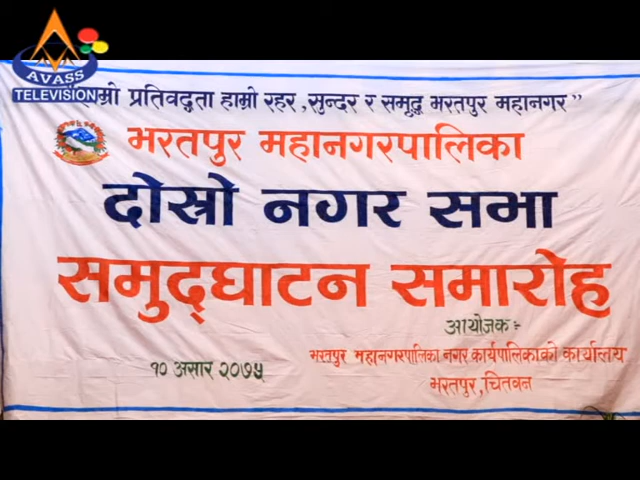 AVASS
TELEVISION
हाम्रो प्रतिवद्धता हाम्रो रहर, सुन्दर र समृद्ध भरतपुर महानगर”
भरतपुर महानगरपालिका
दोस्रो नगर सभा
समुद्घाटन समारोह
आयोजक :-
भरतपुर महानगरपालिका नगर कार्यपालिकाको कार्यालय
भरतपुर, चितवन
१० असार २०७५